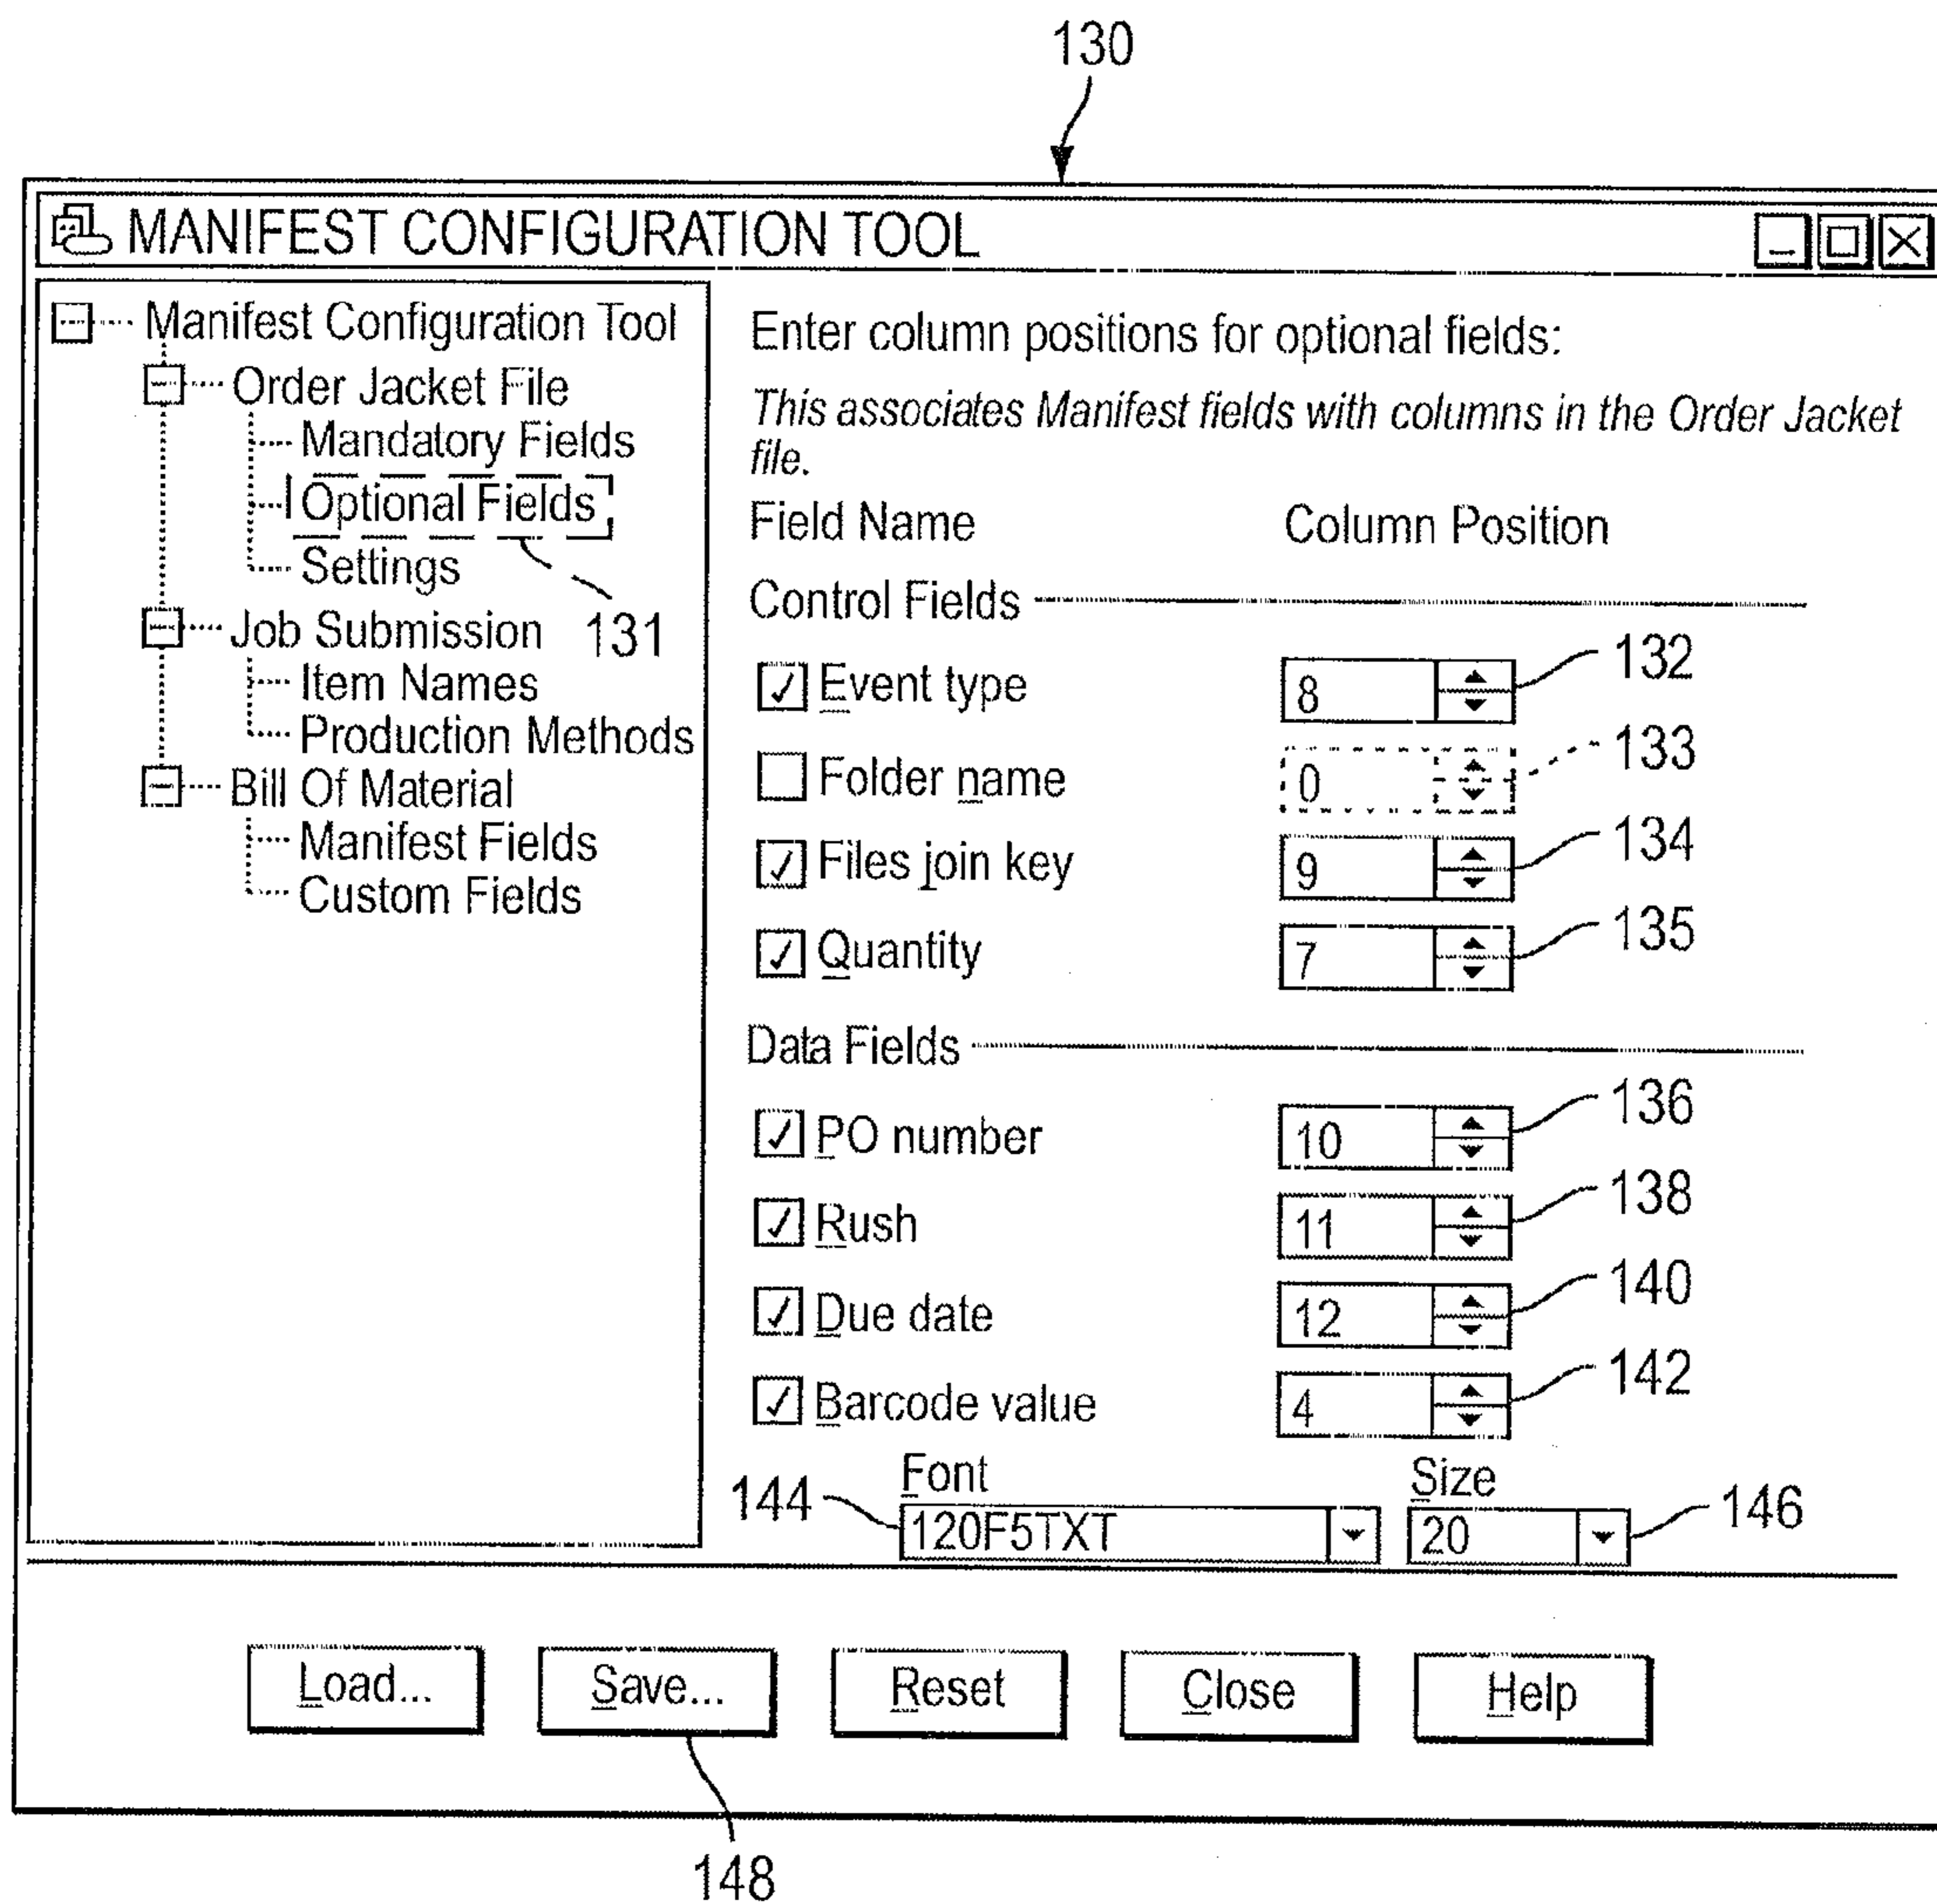 130
MANIFEST CONFIGURATION TOOL
Manifest Configuration Tool
Order Jacket File
Mandatory Fields
Optional Fields
Settings
131
Job Submission
Item Names
Production Methods
Bill Of Material
Manifest Fields
Custom Fields
Enter column positions for optional fields:
This associates Manifest fields with columns in the Order Jacket
file.
Field Name Column Position
Control Fields
Event type 8 132
Folder name 0 133
Files join key 9 134
Quantity 7 135
Data Fields
PO number 10 136
Rush 11 138
Due date 12 140
Barcode value 4 142
Font Size
144 120F5TXT 20 146
Load... Save... Reset Close Help
148